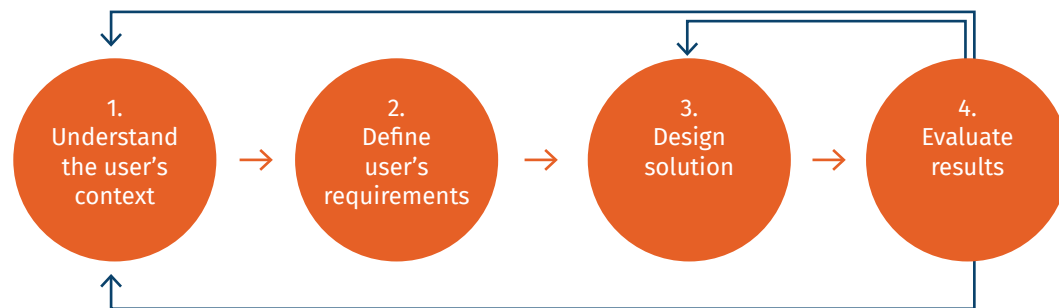 1.
Understand
the user’s
context
2.
Define
user’s
requirements
3.
Design
solution
4.
Evaluate
results